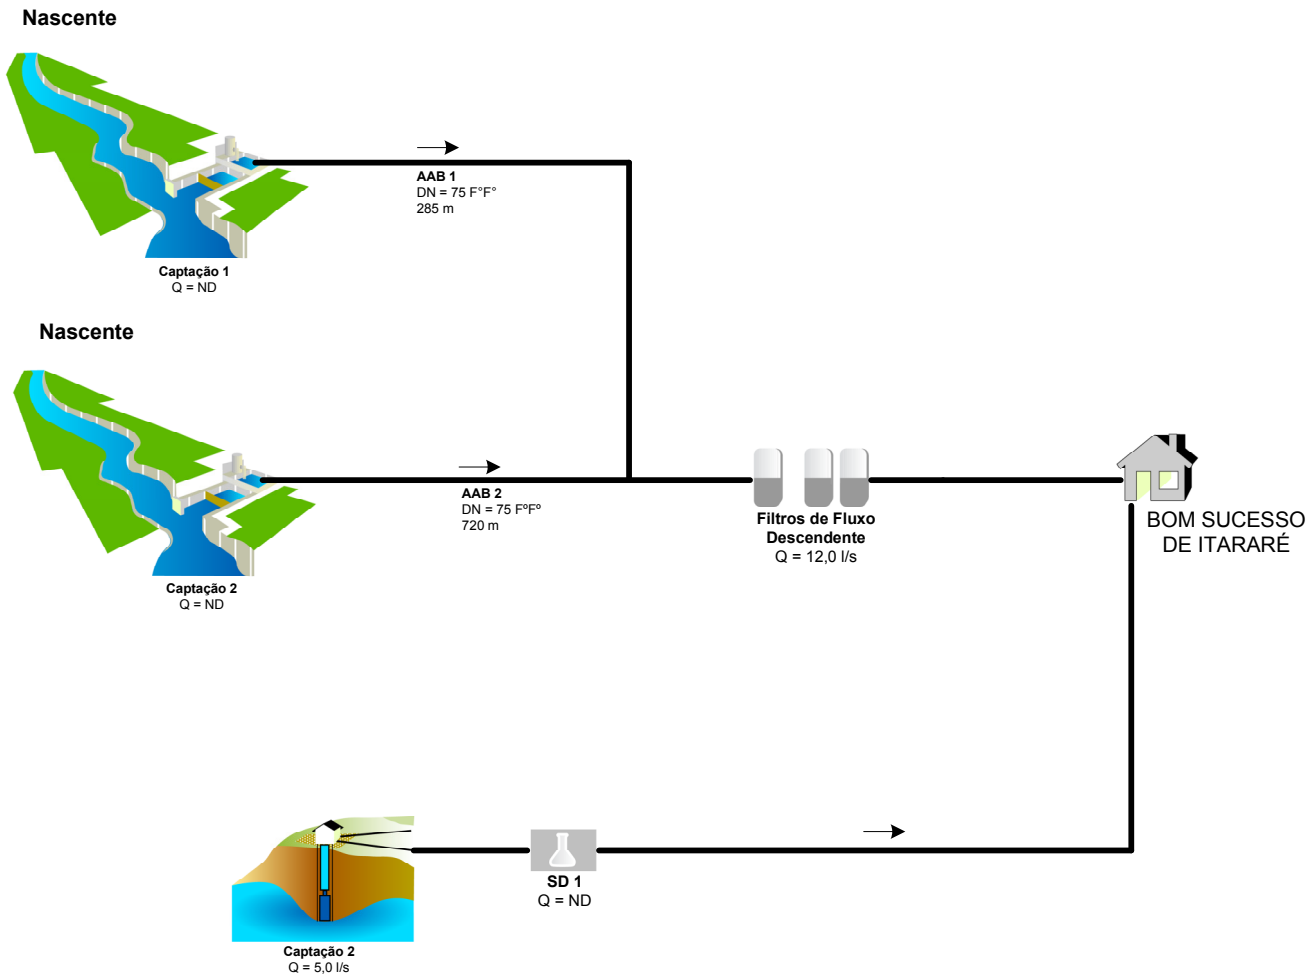 Nascente
AAB 1
DN = 75 F°F°
285 m
Captação 1
Q = ND
Nascente
AAB 2
DN = 75 FºFº
720 m
Captação 2
Q = ND
Filtros de Fluxo
Descendente
Q = 12,0 l/s
BOM SUCESSO
DE ITARARÉ
SD 1
Q = ND
Captação 2
Q = 5,0 l/s